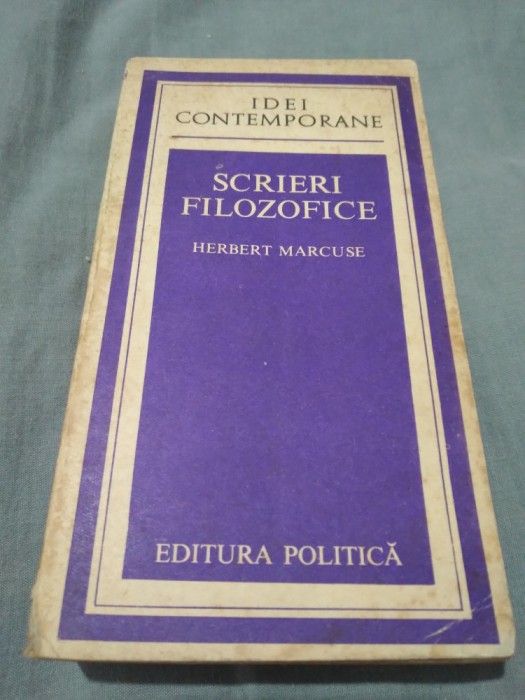 IDEI
CONTEMPORANE
SCRIERI
FILOZOFICE
HERBERT MARCUSE
EDITURA POLITICĂ